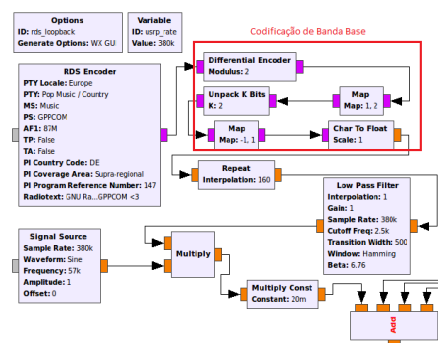 Options
ID: rds_loopback
Generate Options: WX GU
Variable
ID: usrp_rate
Value: 380k
Codificação de Banda Base
RDS Encoder
PTY Locale: Europe
PTY: Pop Music / Country
MS: Music
PS: GPPCOM
AF1: 87M
TP: False
TA: False
PI Country Code: DE
PI Coverage Area: Supra-regional
PI Program Reference Number: 147
Radiotext: GNU Ra...GPPCOM <3
Differential Encoder
Modulus: 2
Unpack K Bits
K: 2
Map
Map: 1, 2
Map
Map: -1, 1
Char To Float
Scale: 1
Repeat
Interpolation: 160
Low Pass Filter
Interpolation: 1
Gain: 1
Sample Rate: 380k
Cutoff Freq: 2.5k
Transition Width: 500
Window: Hamming
Beta: 6.76
Signal Source
Sample Rate: 380k
Waveform: Sine
Frequency: 57k
Amplitude: 1
Offset: 0
Multiply
Multiply Const
Constant: 20m
Add